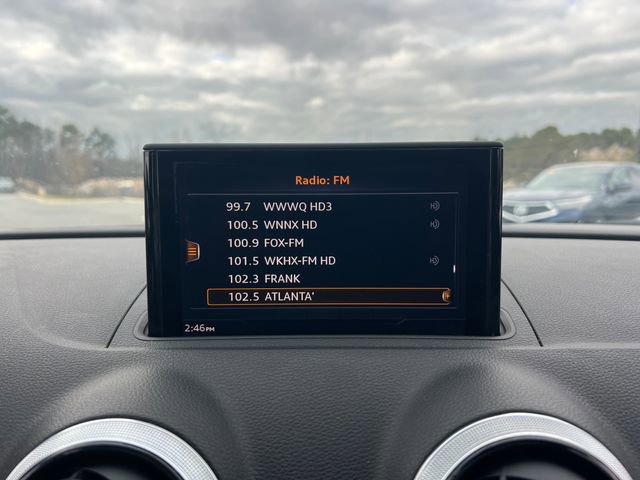 Radio: FM
99.7 WWWQ HD3
100.5 WNNX HD
100.9 FOX-FM
101.5 WKHX-FM HD
102.3 FRANK
102.5 ATLANTA'
2:46PM